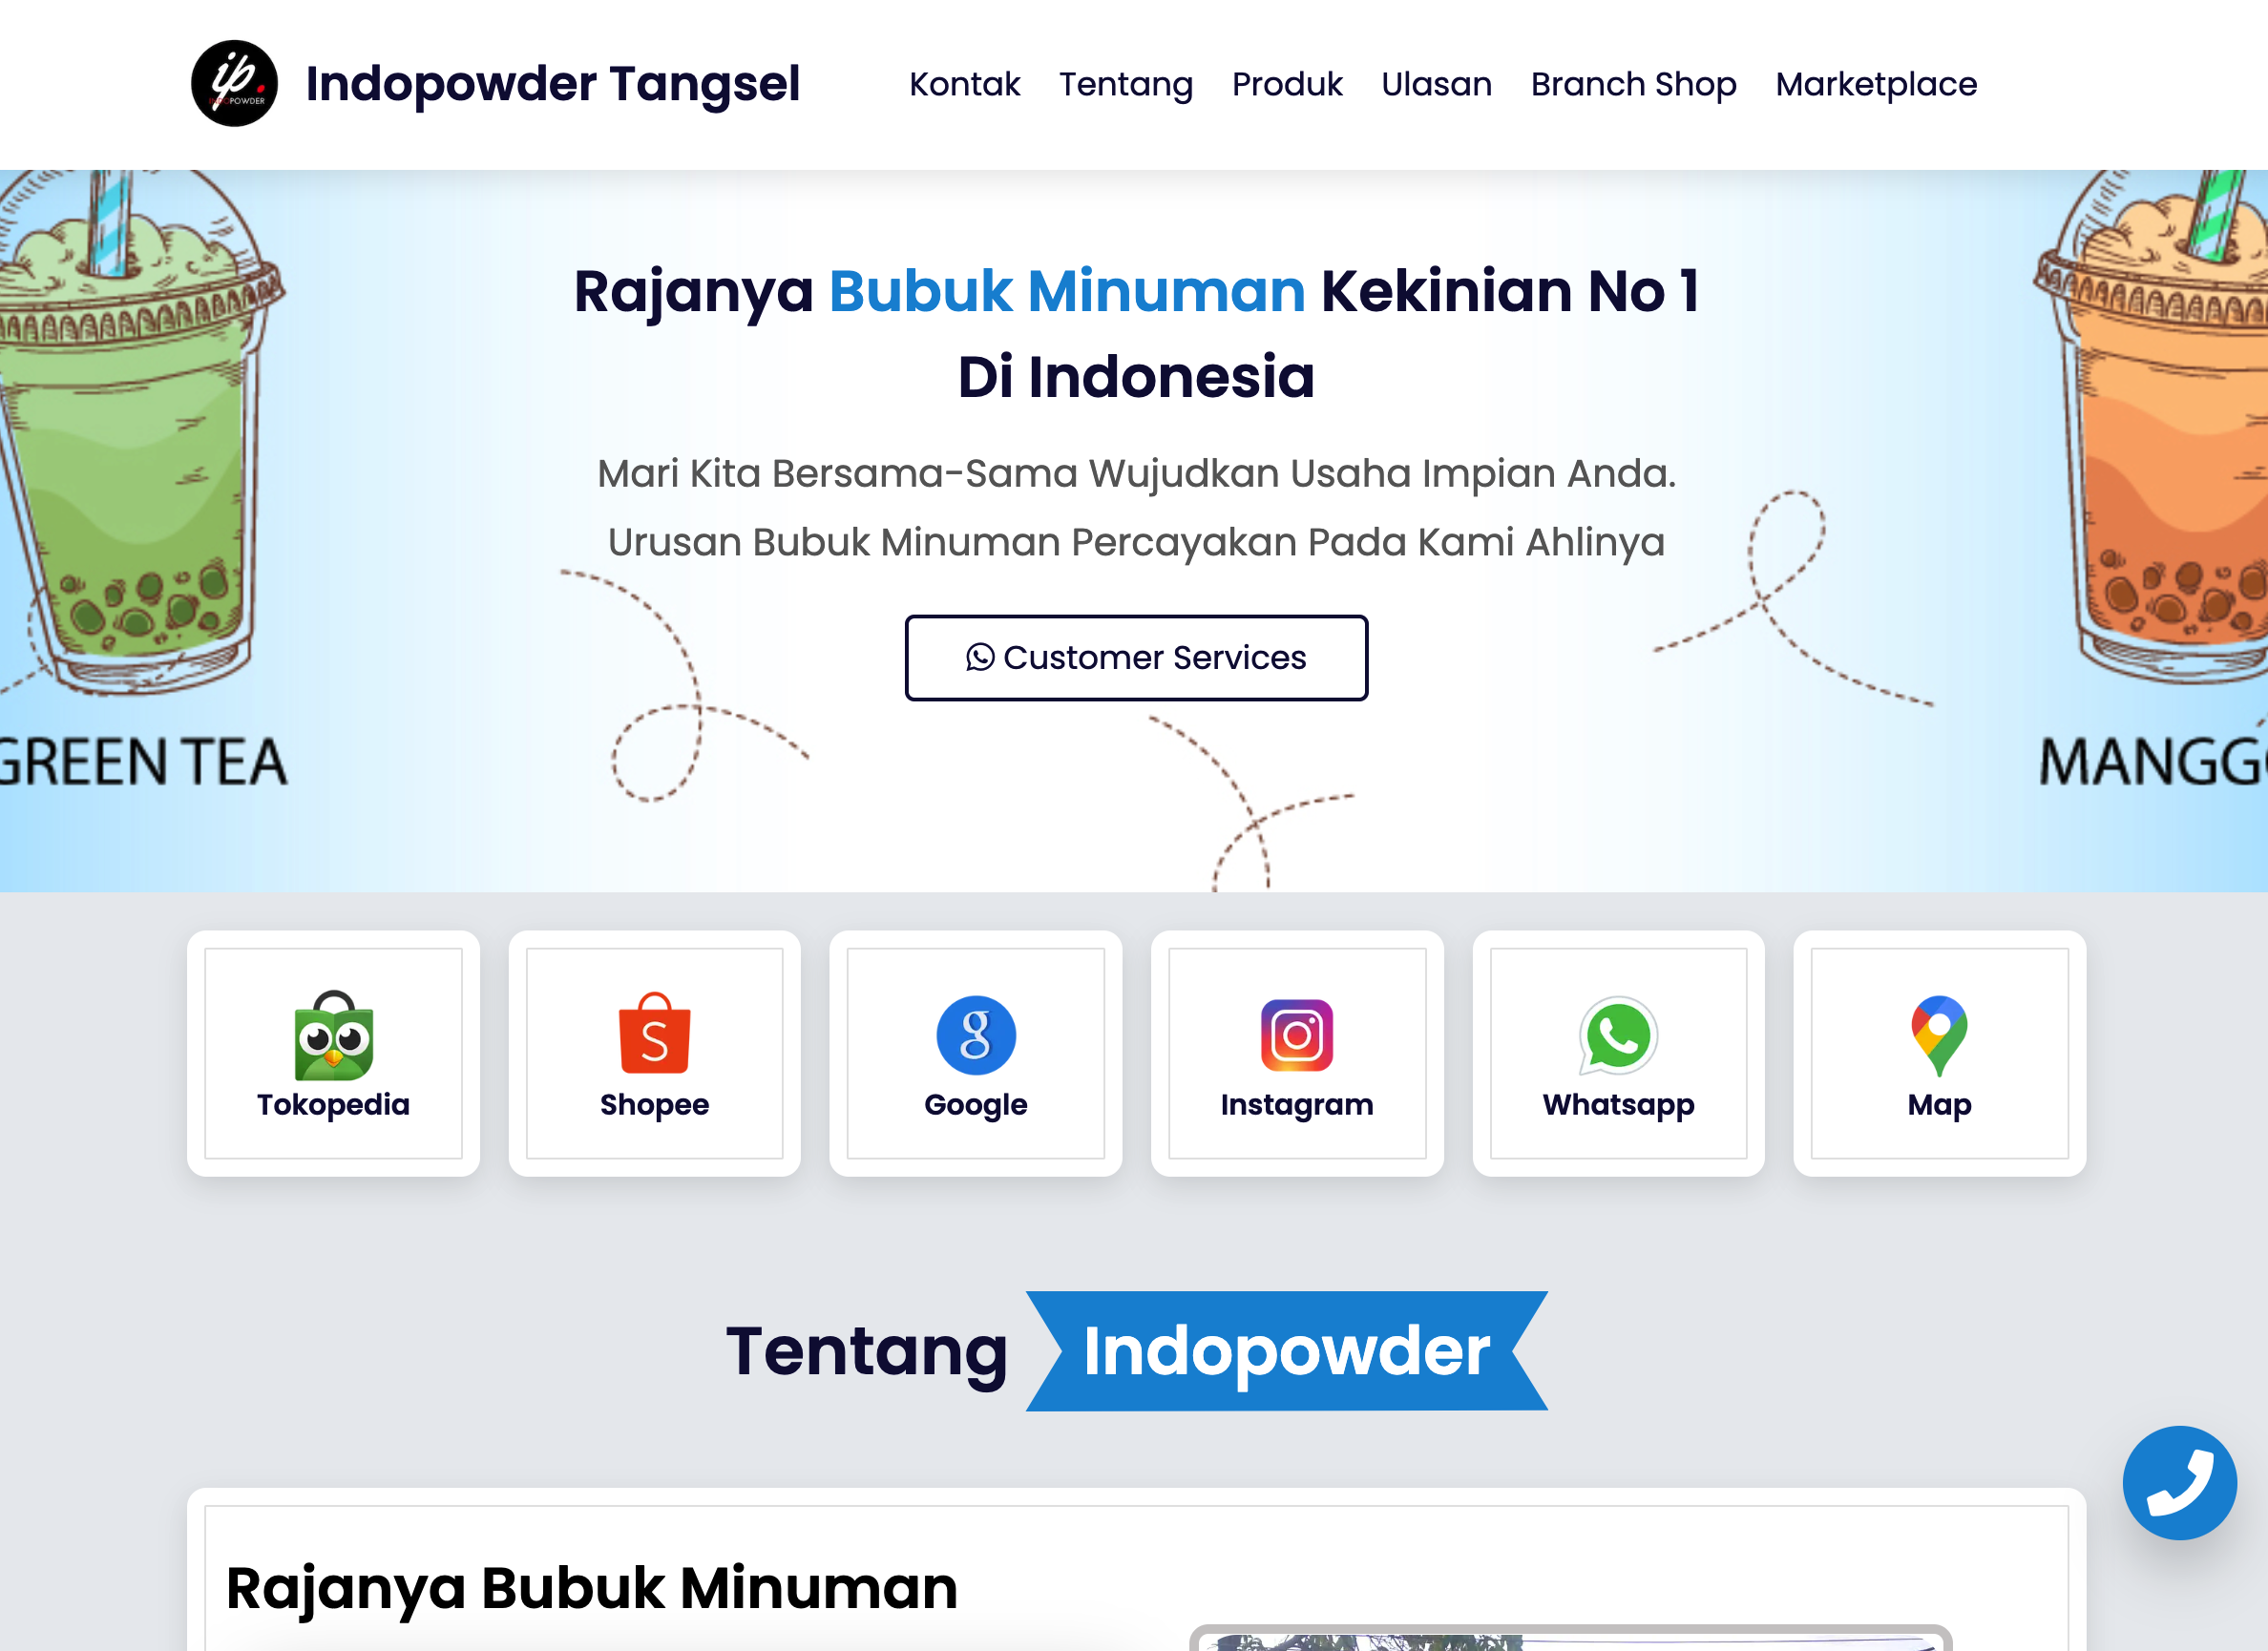 INDOPOWDER
Indopowder Tangsel
Kontak Tentang Produk Ulasan Branch Shop Marketplace
Rajanya Bubuk Minuman Kekinian No 1
Di Indonesia
Mari Kita Bersama-Sama Wujudkan Usaha Impian Anda.
Urusan Bubuk Minuman Percayakan Pada Kami Ahlinya
Customer Services
GREEN TEA
Tokopedia
Shopee
Google
Instagram
Whatsapp
Map
Tentang Indopowder
Rajanya Bubuk Minuman